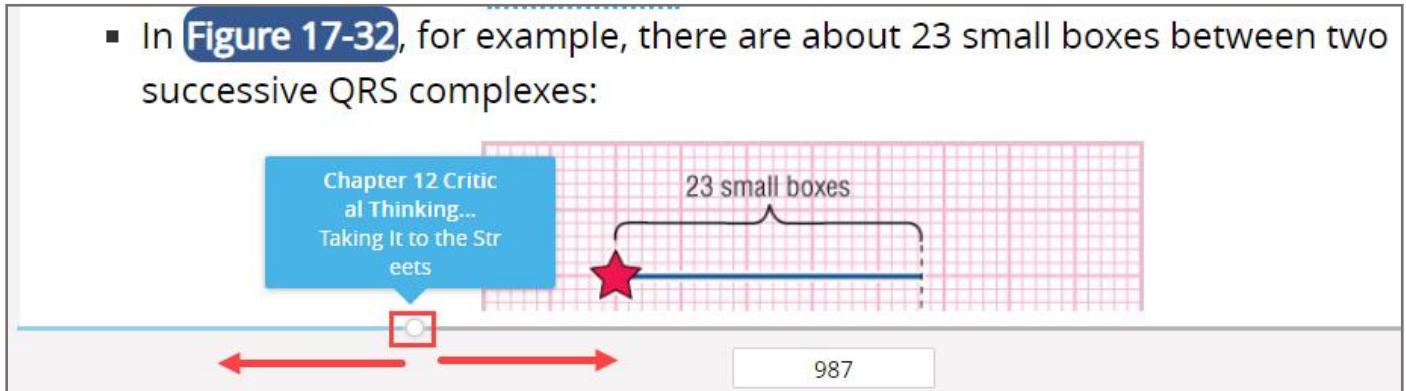 ▪ In Figure 17-32, for example, there are about 23 small boxes between two
successive QRS complexes:
Chapter 12 Critic
al Thinking...
Taking It to the Str
eets
23 small boxes
987